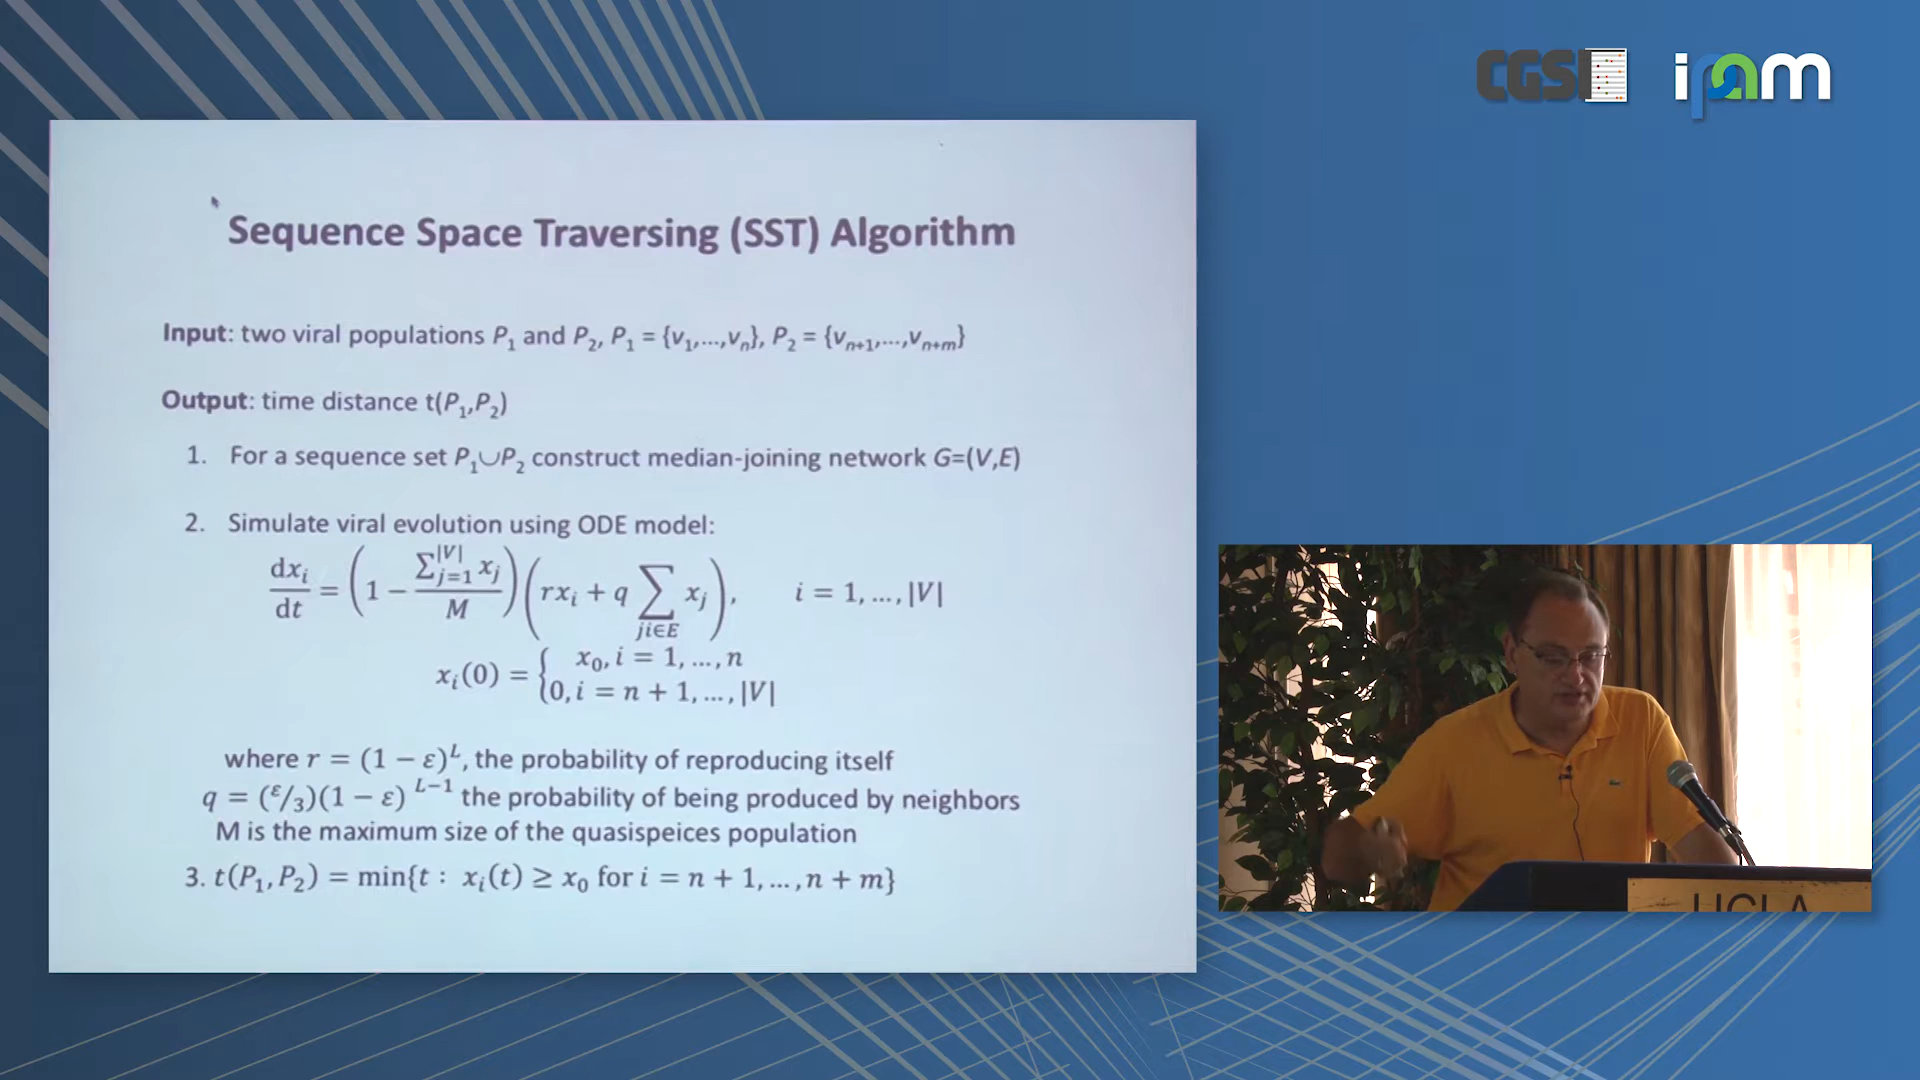 CGSI
ipam
Sequence Space Traversing (SST) Algorithm
Input: two viral populations P₁ and P₂, P₁ = {v₁,...,vₙ}, P₂ = {vₙ₊₁,...,vₙ₊ₘ}
Output: time distance t(P₁,P₂)
1. For a sequence set P₁∪P₂ construct median-joining network G=(V,E)
2. Simulate viral evolution using ODE model:
dxᵢ/dt = (1 − ∑_{j=1}^{|V|} xⱼ / M)(rxᵢ + q ∑_{ji∈E} xⱼ), i = 1, ..., |V|
xᵢ(0) = { x₀, i = 1, ..., n
0, i = n + 1, ..., |V|
where r = (1 − ε)^L, the probability of reproducing itself
q = (ε/3)(1 − ε)^{L−1} the probability of being produced by neighbors
M is the maximum size of the quasispeices population
3. t(P₁, P₂) = min{t : xᵢ(t) ≥ x₀ for i = n + 1, ..., n + m}
UCLA